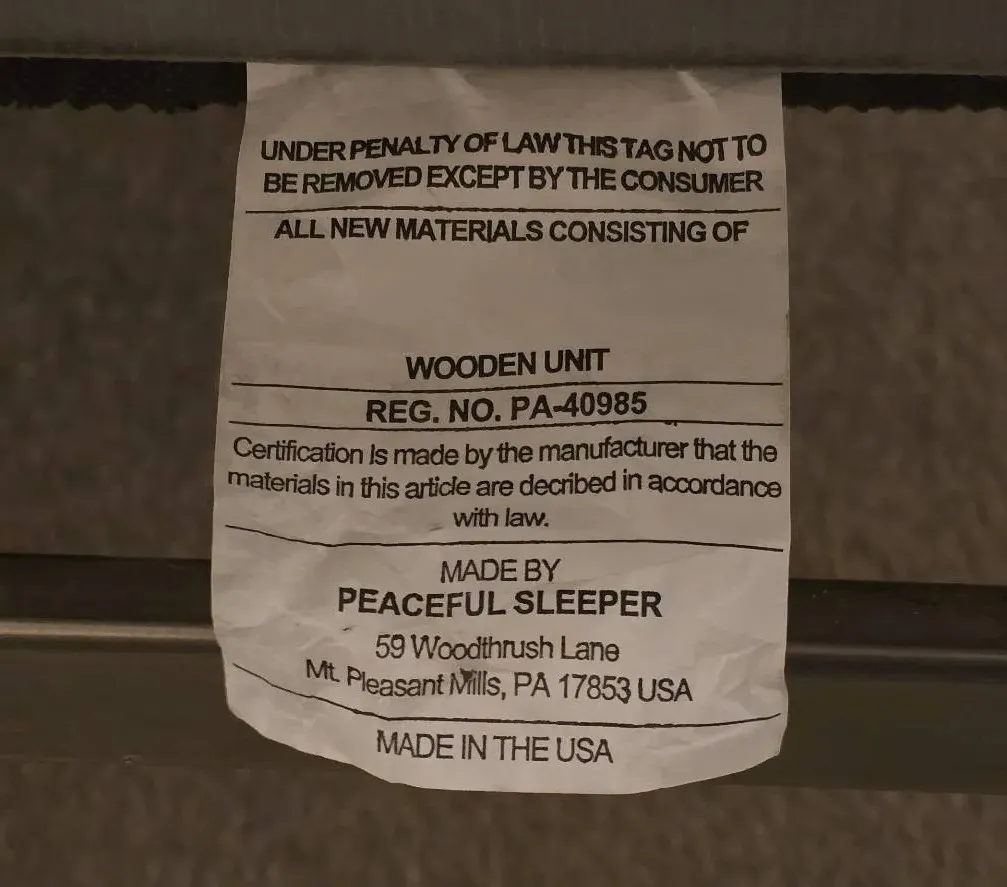 UNDER PENALTY OF LAW THIS TAG NOT TO
BE REMOVED EXCEPT BY THE CONSUMER
ALL NEW MATERIALS CONSISTING OF
WOODEN UNIT
REG. NO. PA-40985
Certification Is made by the manufacturer that the
materials in this article are decribed in accordance
with law.
MADE BY
PEACEFUL SLEEPER
59 Woodthrush Lane
Mt. Pleasant Mills, PA 17853 USA
MADE IN THE USA